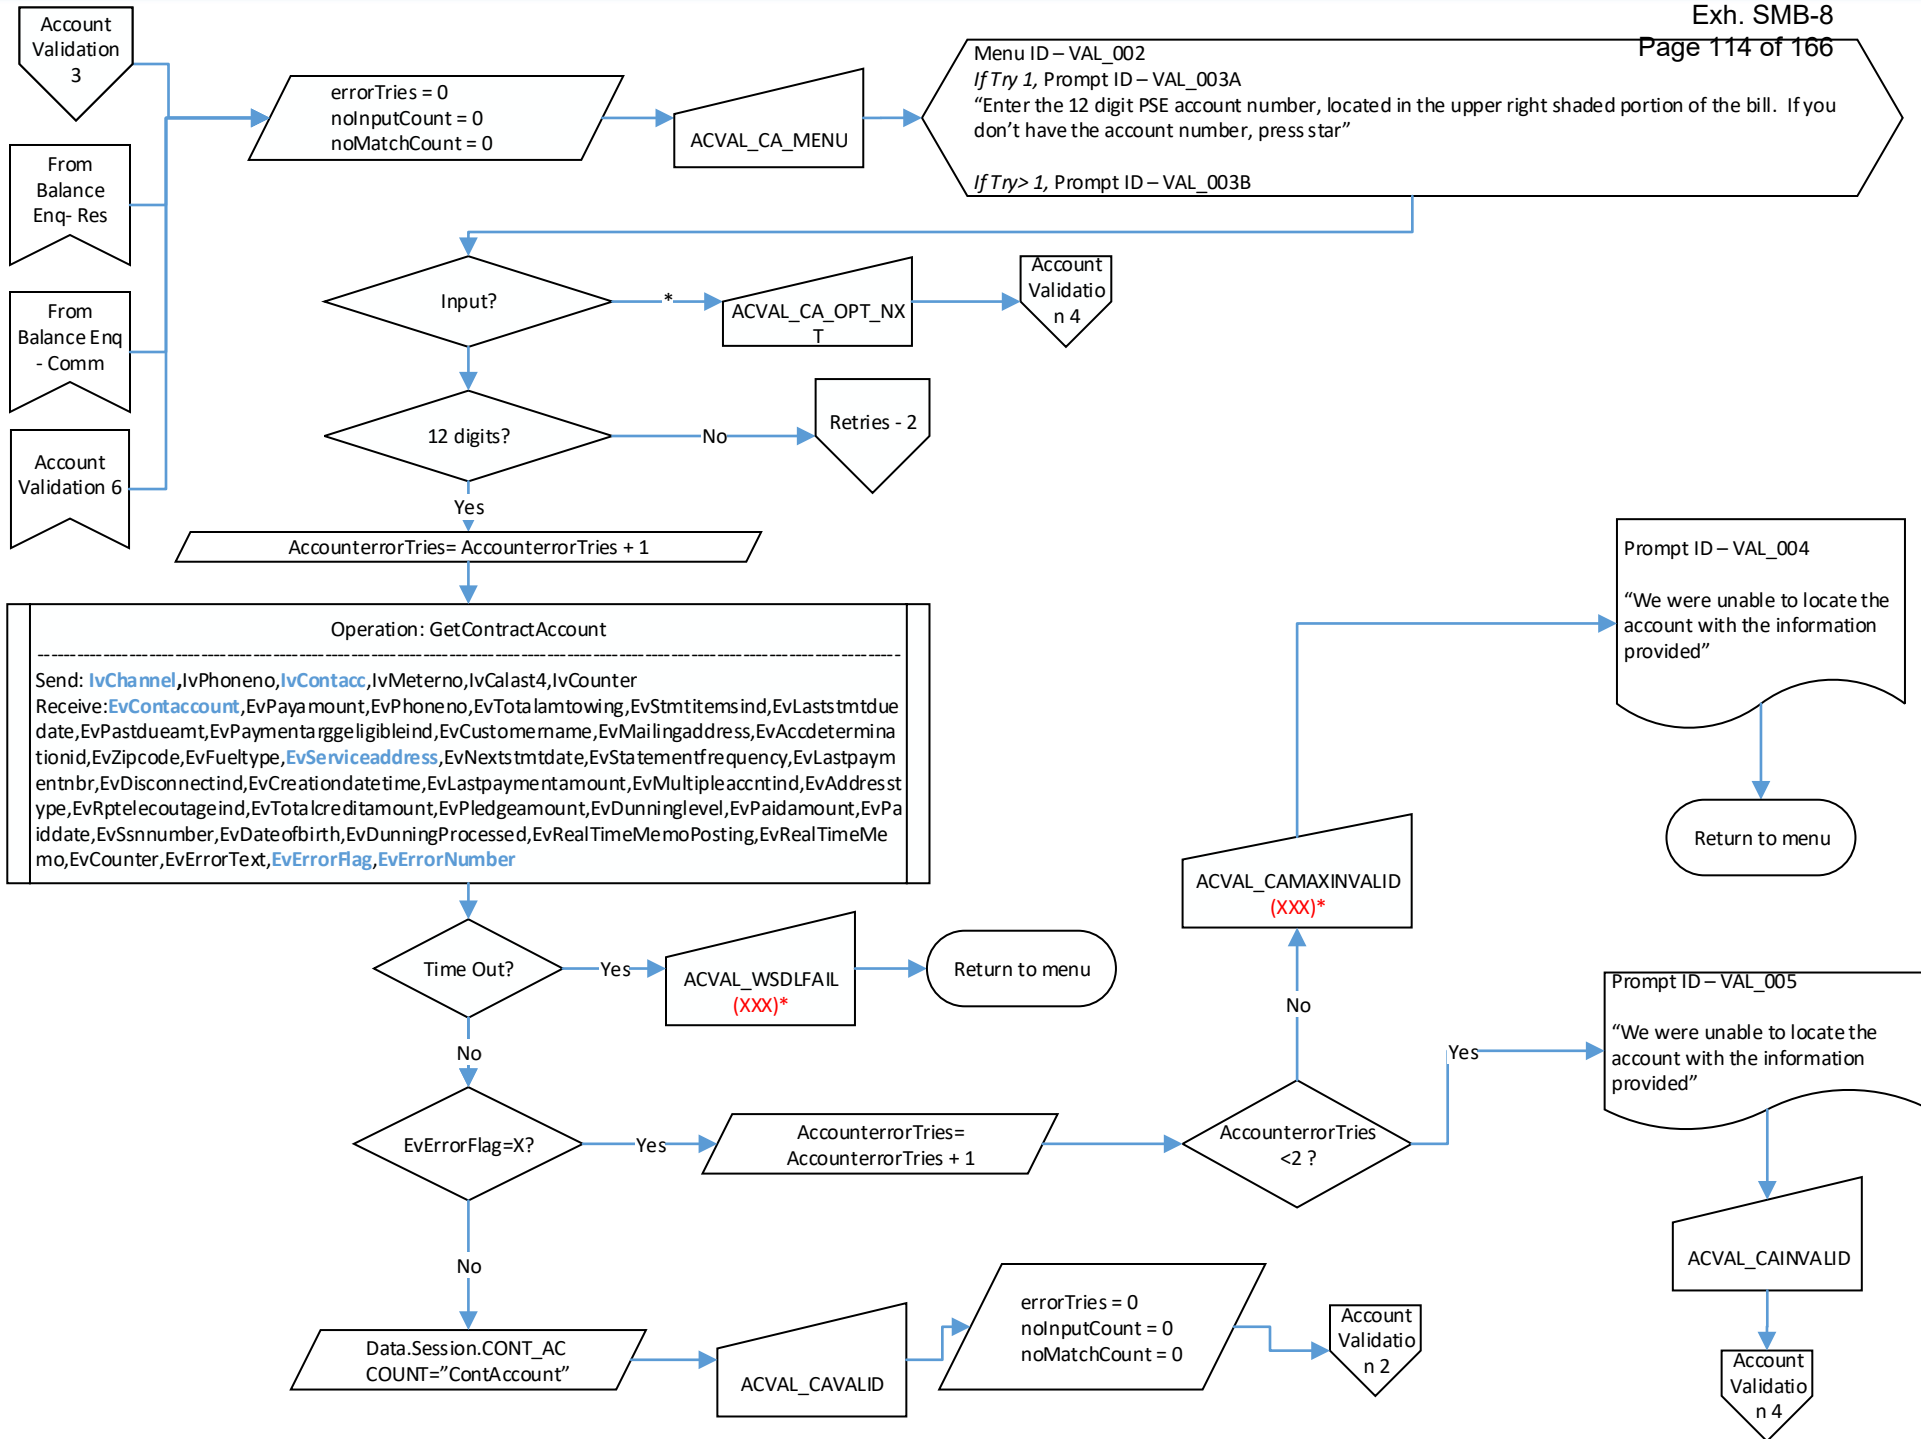 Exh. SMB-8
Page 114 of 166
Account
Validation
3
From
Balance
Enq- Res
From
Balance Enq
- Comm
Account
Validation 6
errorTries = 0
noInputCount = 0
noMatchCount = 0
ACVAL_CA_MENU
Menu ID – VAL_002
If Try 1, Prompt ID – VAL_003A
“Enter the 12 digit PSE account number, located in the upper right shaded portion of the bill.  If you
don’t have the account number, press star”
If Try> 1, Prompt ID – VAL_003B
Input?
*
ACVAL_CA_OPT_NX
T
Account
Validatio
n 4
12 digits?
No
Retries - 2
Yes
AccounterrorTries= AccounterrorTries + 1
Operation: GetContractAccount
Send: IvChannel,IvPhoneno,IvContacc,IvMeterno,IvCalast4,IvCounter
Receive:EvContaccount,EvPayamount,EvPhoneno,EvTotalamtowing,EvStmtitemsind,EvLaststmtdue
date,EvPastdueamt,EvPaymentarggeligibleind,EvCustomername,EvMailingaddress,EvAccdetermina
tionid,EvZipcode,EvFueltype,EvServiceaddress,EvNextstmtdate,EvStatementfrequency,EvLastpaym
entnbr,EvDisconnectind,EvCreationdatetime,EvLastpaymentamount,EvMultipleaccntind,EvAddresst
ype,EvRptelecoutageind,EvTotalcreditamount,EvPledgeamount,EvDunninglevel,EvPaidamount,EvPa
iddate,EvSsnnumber,EvDateofbirth,EvDunningProcessed,EvRealTimeMemoPosting,EvRealTimeMe
mo,EvCounter,EvErrorText,EvErrorFlag,EvErrorNumber
Time Out?
Yes
ACVAL_WSDLFAIL
(XXX)*
Return to menu
No
EvErrorFlag=X?
Yes
AccounterrorTries=
AccounterrorTries + 1
AccounterrorTries
<2 ?
No
ACVAL_CAMAXINVALID
(XXX)*
Prompt ID – VAL_004
“We were unable to locate the
account with the information
provided”
Return to menu
Yes
Prompt ID – VAL_005
“We were unable to locate the
account with the information
provided”
ACVAL_CAINVALID
Account
Validatio
n 4
No
Data.Session.CONT_AC
COUNT=”ContAccount”
ACVAL_CAVALID
errorTries = 0
noInputCount = 0
noMatchCount = 0
Account
Validatio
n 2